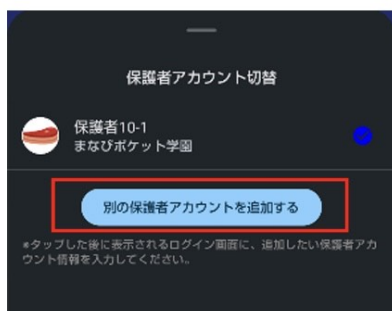 保護者アカウント切替
保護者10-1
まなびポケット学園
別の保護者アカウントを追加する
※タップした後に表示されるログイン画面に、追加したい保護者アカ
ウント情報を入力してください。